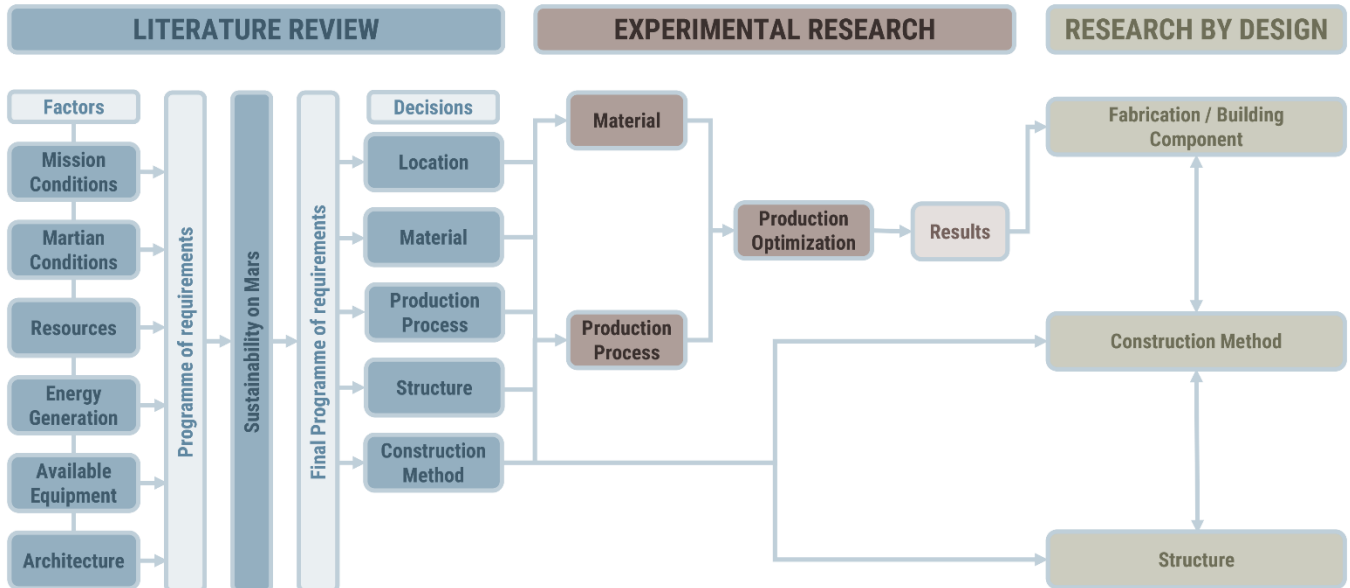 LITERATURE REVIEW
EXPERIMENTAL RESEARCH
RESEARCH BY DESIGN
Factors
Mission
Conditions
Martian
Conditions
Resources
Energy
Generation
Available
Equipment
Architecture
Programme of requirements
Sustainability on Mars
Final Programme of requirements
Decisions
Location
Material
Production
Process
Structure
Construction
Method
Material
Production
Process
Production
Optimization
Results
Fabrication / Building
Component
Construction Method
Structure